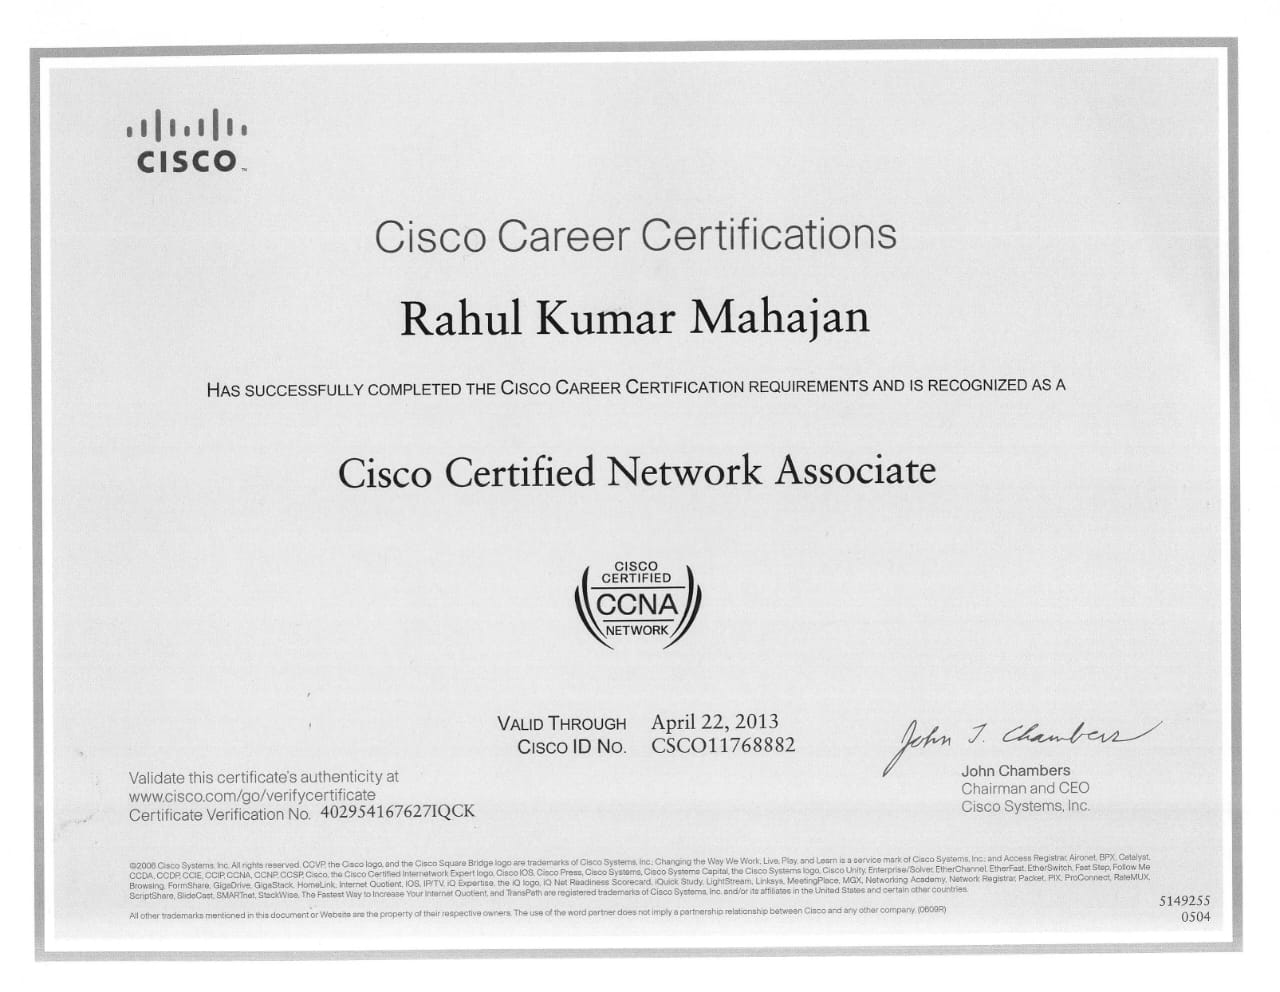 CISCO™
Cisco Career Certifications
Rahul Kumar Mahajan
HAS SUCCESSFULLY COMPLETED THE CISCO CAREER CERTIFICATION REQUIREMENTS AND IS RECOGNIZED AS A
Cisco Certified Network Associate
CISCO
CERTIFIED
CCNA
NETWORK
VALID THROUGH April 22, 2013
CISCO ID NO. CSCO11768882
John T. Chambers
John Chambers
Chairman and CEO
Cisco Systems, Inc.
Validate this certificate's authenticity at
www.cisco.com/go/verifycertificate
Certificate Verification No. 402954167627IQCK
©2006 Cisco Systems, Inc. All rights reserved. CCVP, the Cisco logo, and the Cisco Square Bridge logo are trademarks of Cisco Systems, Inc.; Changing the Way We Work, Live, Play, and Learn is a service mark of Cisco Systems, Inc.; and Access Registrar, Aironet, BPX, Catalyst,
CCDA, CCDP, CCIE, CCIP, CCNA, CCNP, CCSP, Cisco, the Cisco Certified Internetwork Expert logo, Cisco IOS, Cisco Press, Cisco Systems, Cisco Systems Capital, the Cisco Systems logo, Cisco Unity, Enterprise/Solver, EtherChannel, EtherFast, EtherSwitch, Fast Step, Follow Me
Browsing, FormShare, GigaDrive, GigaStack, HomeLink, Internet Quotient, IOS, IP/TV, iQ Expertise, the iQ logo, iQ Net Readiness Scorecard, iQuick Study, LightStream, Linksys, MeetingPlace, MGX, Networking Academy, Network Registrar, Packet, PIX, ProConnect, RateMUX,
ScriptShare, SlideCast, SMARTnet, StackWise, The Fastest Way to Increase Your Internet Quotient, and TransPath are registered trademarks of Cisco Systems, Inc. and/or its affiliates in the United States and certain other countries.
All other trademarks mentioned in this document or Website are the property of their respective owners. The use of the word partner does not imply a partnership relationship between Cisco and any other company. (0609R)
5149255
0504